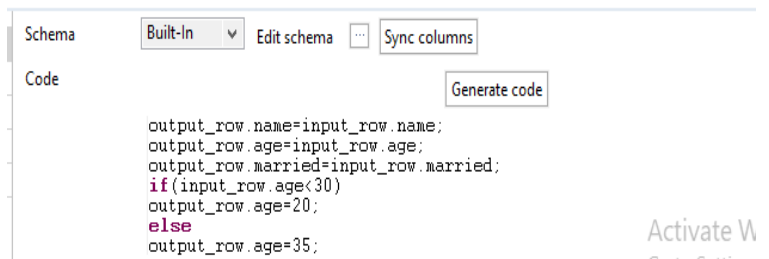 Schema Built-In Edit schema ... Sync columns
Code
Generate code
output_row.name=input_row.name;
output_row.age=input_row.age;
output_row.married=input_row.married;
if(input_row.age<30)
output_row.age=20;
else
output_row.age=35;
Activate W